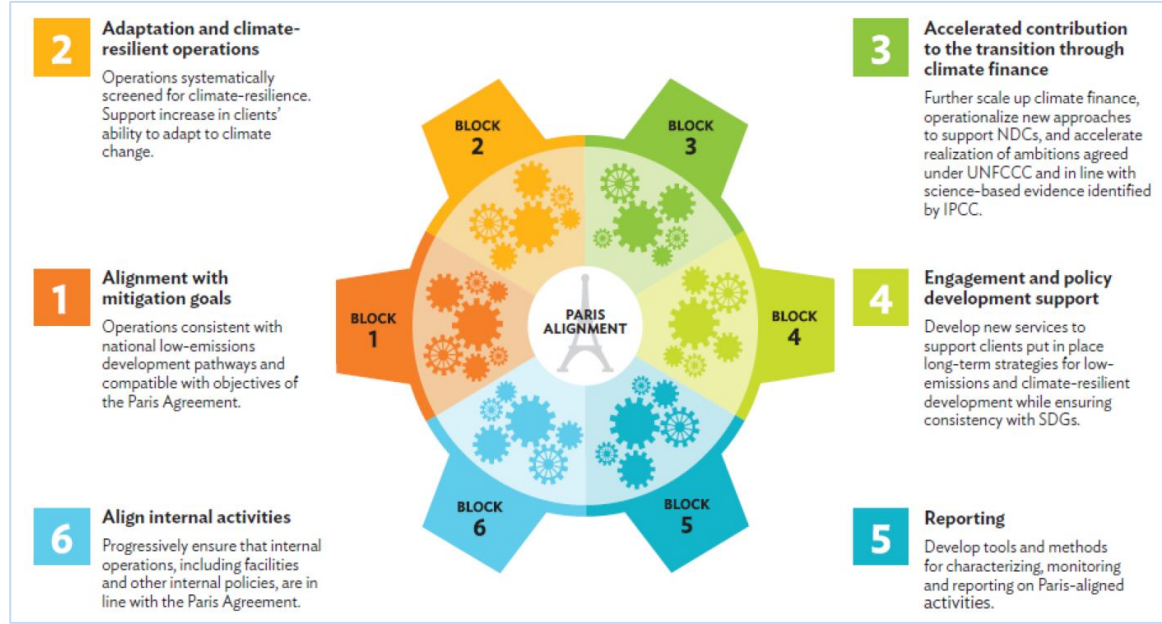 2
Adaptation and climate-
resilient operations
Operations systematically
screened for climate-resilience.
Support increase in clients'
ability to adapt to climate
change.
3
Accelerated contribution
to the transition through
climate finance
Further scale up climate finance,
operationalize new approaches
to support NDCs, and accelerate
realization of ambitions agreed
under UNFCCC and in line with
science-based evidence identified
by IPCC.
BLOCK
2
BLOCK
3
1
Alignment with
mitigation goals
Operations consistent with
national low-emissions
development pathways and
compatible with objectives of
the Paris Agreement.
BLOCK
1
PARIS
ALIGNMENT
BLOCK
4
4
Engagement and policy
development support
Develop new services to
support clients put in place
long-term strategies for low-
emissions and climate-resilient
development while ensuring
consistency with SDGs.
6
Align internal activities
Progressively ensure that internal
operations, including facilities
and other internal policies, are in
line with the Paris Agreement.
BLOCK
6
BLOCK
5
5
Reporting
Develop tools and methods
for characterizing, monitoring
and reporting on Paris-aligned
activities.